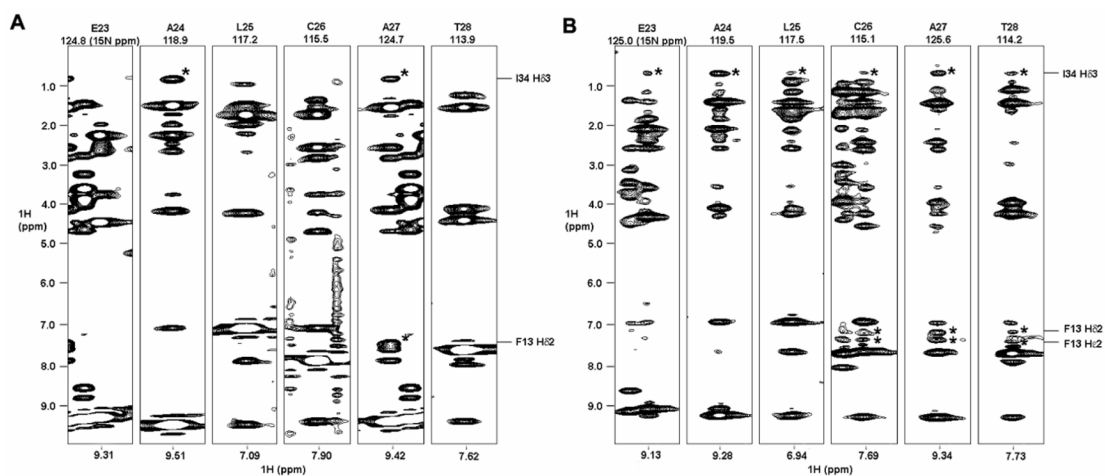 A
E23 A24 L25 C26 A27 T28
124.8 (15N ppm) 118.9 117.2 115.5 124.7 113.9
* * I34 Hδ3
1.0
2.0
3.0
4.0
1H
(ppm)
5.0
6.0
7.0
* F13 Hδ2
8.0
9.0
9.31 9.51 7.09 7.90 9.42 7.62
1H (ppm)
B
E23 A24 L25 C26 A27 T28
125.0 (15N ppm) 119.5 117.5 115.1 125.6 114.2
* * * * * * I34 Hδ3
1.0
2.0
3.0
4.0
1H
(ppm)
5.0
6.0
7.0
* * * F13 Hδ2
* * * F13 Hδ2
8.0
9.0
9.13 9.28 6.94 7.69 9.34 7.73
1H (ppm)